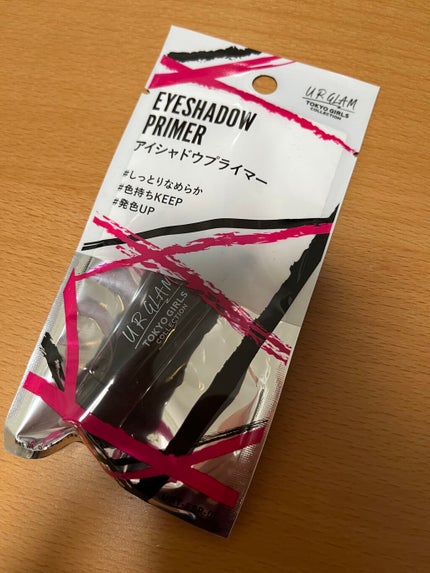 EYESHADOW
PRIMER
アイシャドウプライマー
#しっとりなめらか
#色持ちKEEP
#発色UP
URGLAM
×
TOKYO GIRLS
COLLECTION
URGLAM
×
TOKYO GIRLS
COLLECTION